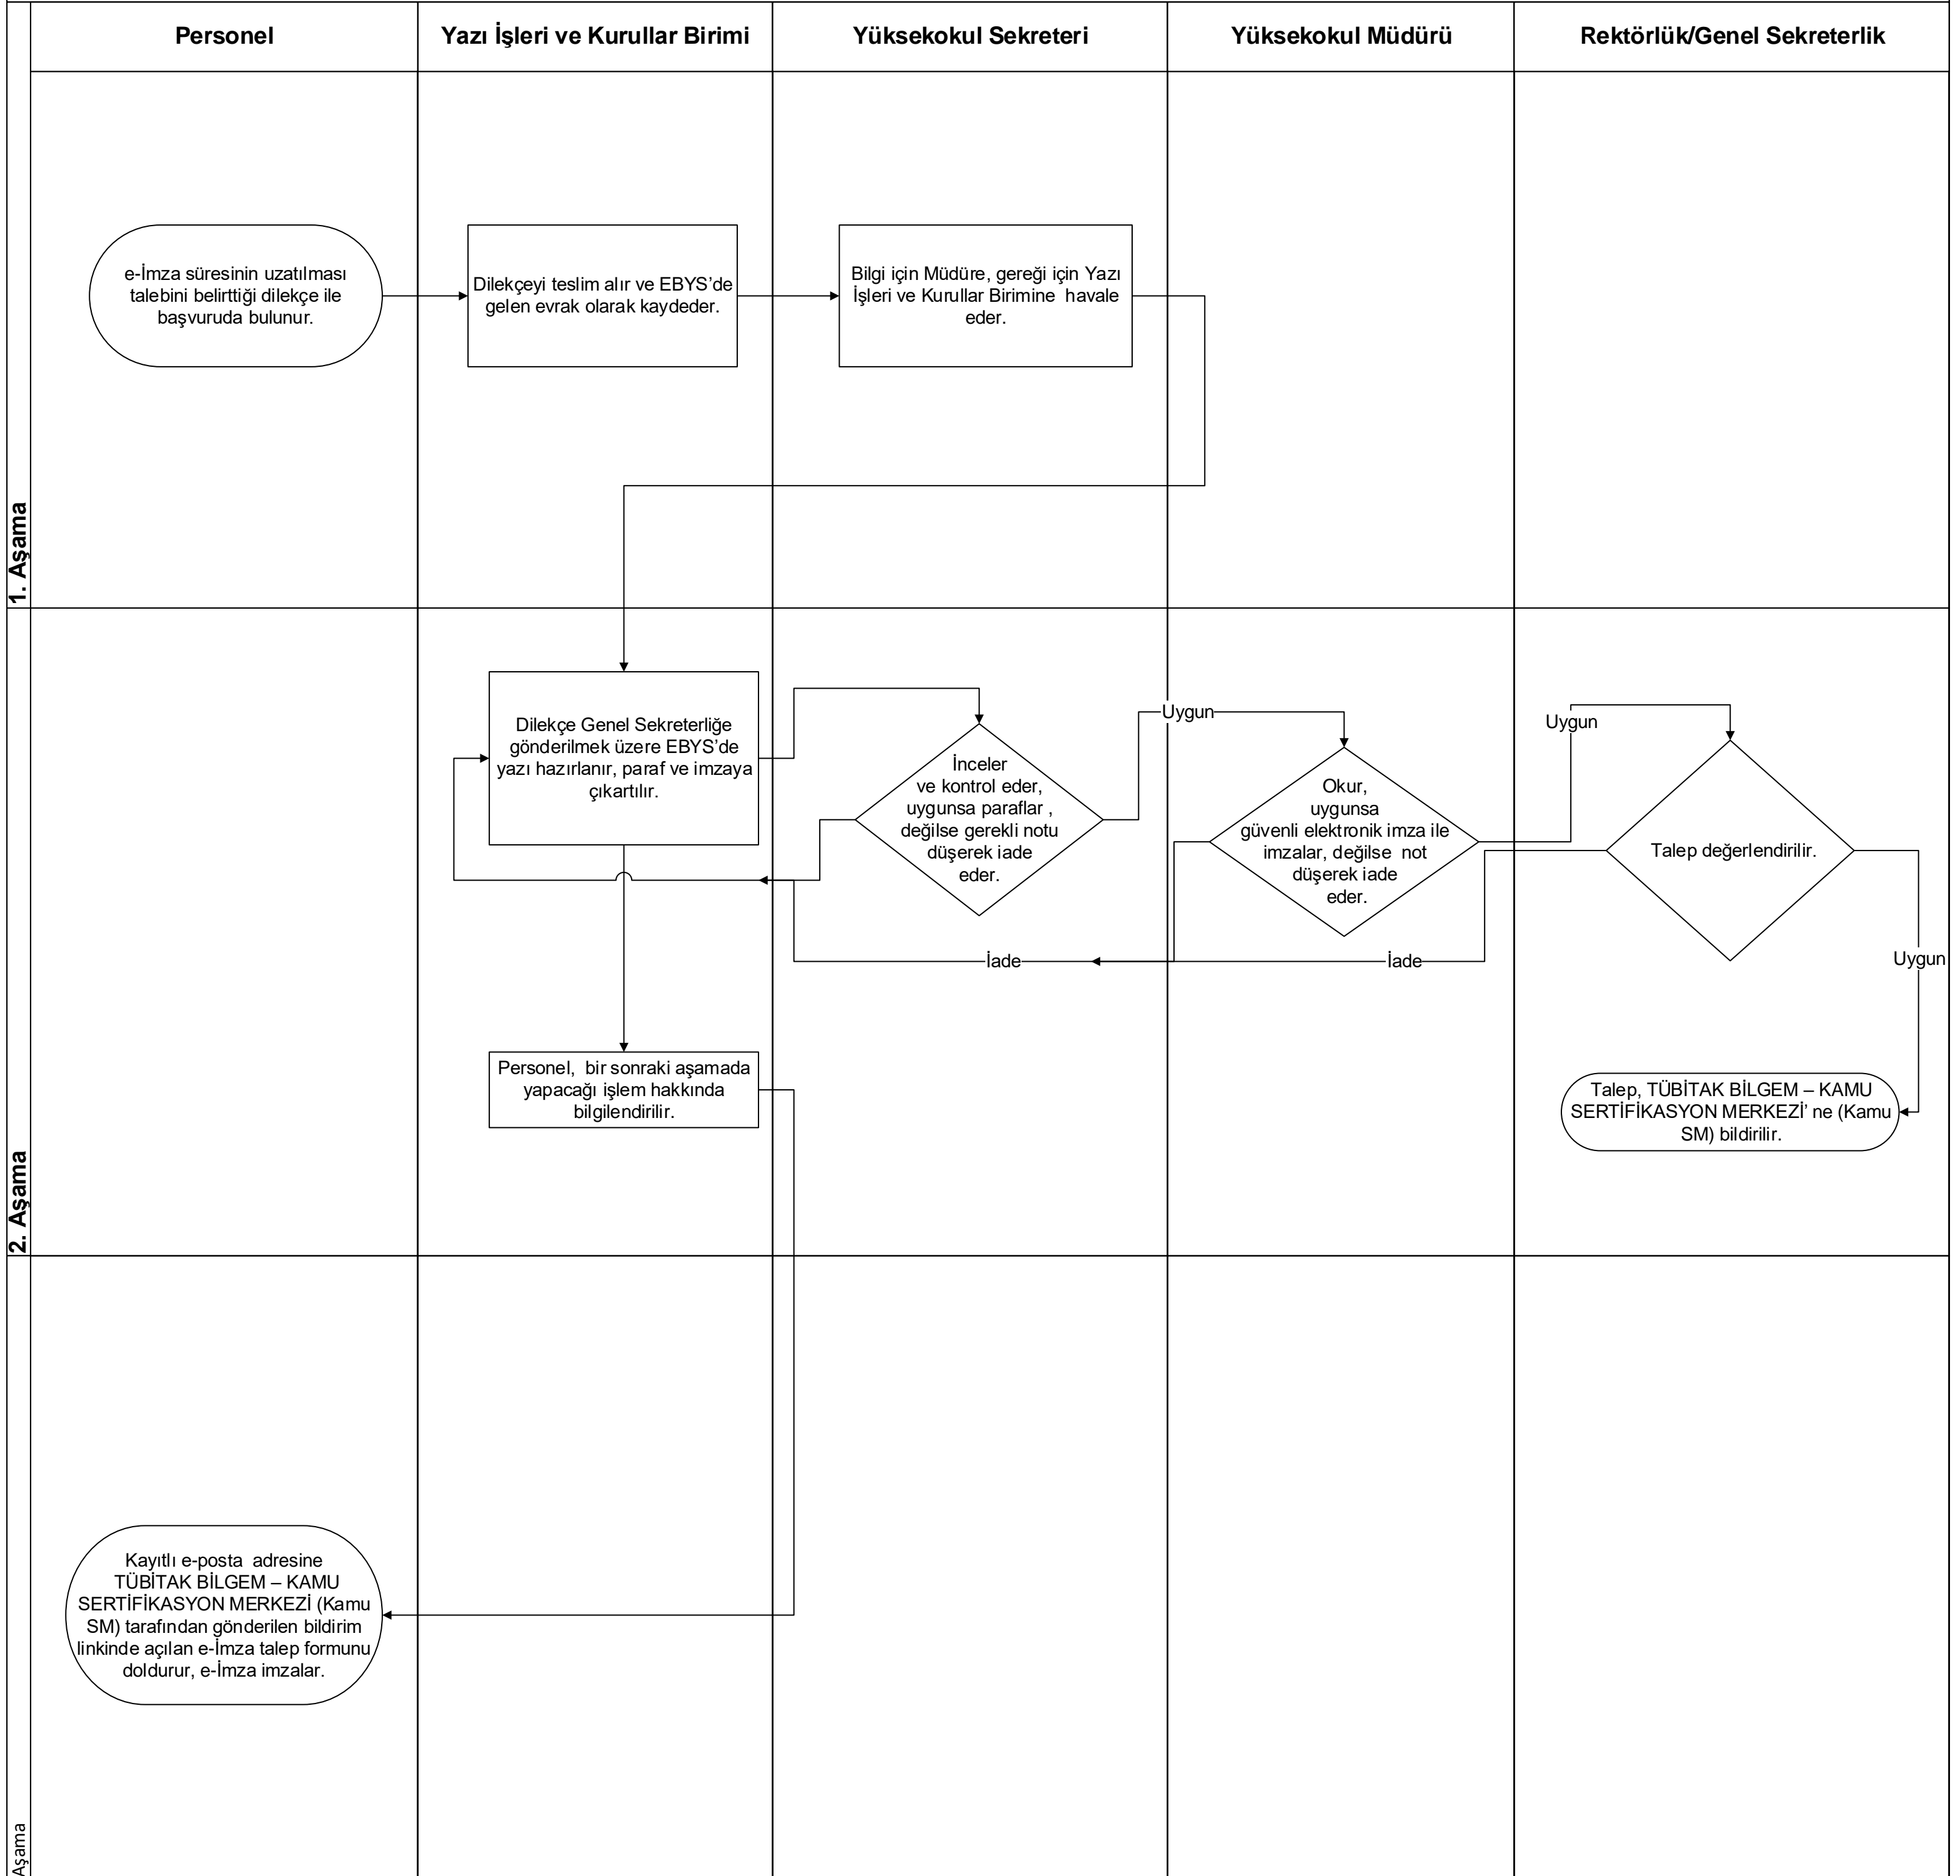 Personel
Yazı İşleri ve Kurullar Birimi
Yüksekokul Sekreteri
Yüksekokul Müdürü
Rektörlük/Genel Sekreterlik
1. Aşama
e-İmza süresinin uzatılması
talebini belirttiği dilekçe ile
başvuruda bulunur.
Dilekçeyi teslim alır ve EBYS’de
gelen evrak olarak kaydeder.
Bilgi için Müdüre, gereği için Yazı
İşleri ve Kurullar Birimine havale
eder.
2. Aşama
Dilekçe Genel Sekreterliğe
gönderilmek üzere EBYS’de
yazı hazırlanır, paraf ve imzaya
çıkartılır.
İnceler
ve kontrol eder,
uygunsa paraflar ,
değilse gerekli notu
düşerek iade
eder.
Uygun
Okur,
uygunsa
güvenli elektronik imza ile
imzalar, değilse not
düşerek iade
eder.
Uygun
Talep değerlendirilir.
İade
İade
Uygun
Personel, bir sonraki aşamada
yapacağı işlem hakkında
bilgilendirilir.
Talep, TÜBİTAK BİLGEM – KAMU
SERTİFİKASYON MERKEZİ’ ne (Kamu
SM) bildirilir.
Kayıtlı e-posta adresine
TÜBİTAK BİLGEM – KAMU
SERTİFİKASYON MERKEZİ (Kamu
SM) tarafından gönderilen bildirim
linkinde açılan e-İmza talep formunu
doldurur, e-İmza imzalar.
Aşama